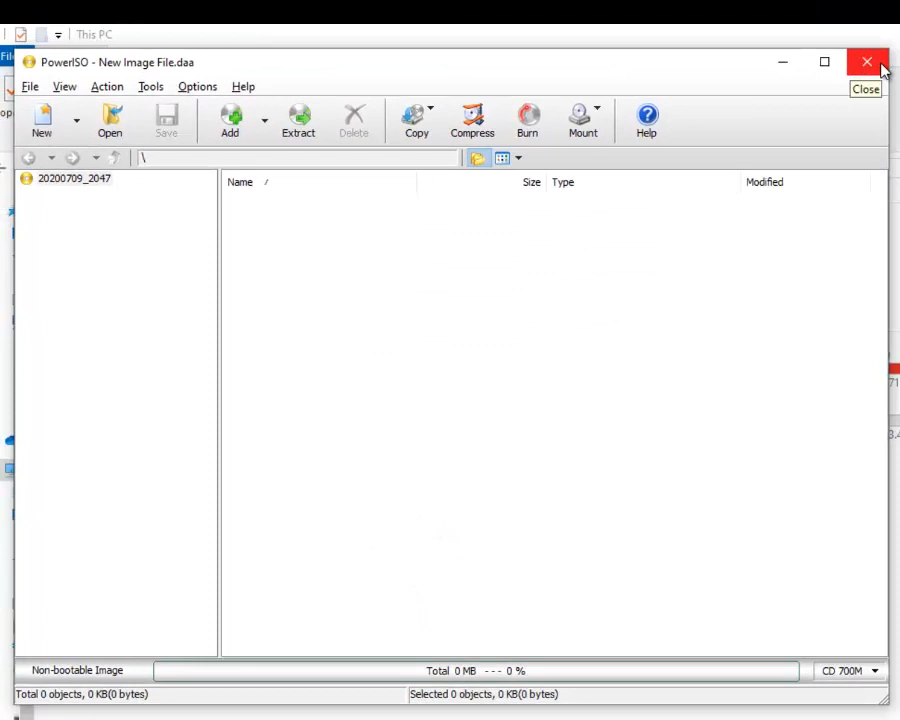 This PC
PowerISO - New Image File.daa
File View Action Tools Options Help
Close
New Open Save Add Extract Delete Copy Compress Burn Mount Help
\
20200709_2047
Name / Size Type Modified
Non-bootable Image Total 0 MB --- 0 % CD 700M
Total 0 objects, 0 KB(0 bytes) Selected 0 objects, 0 KB(0 bytes)